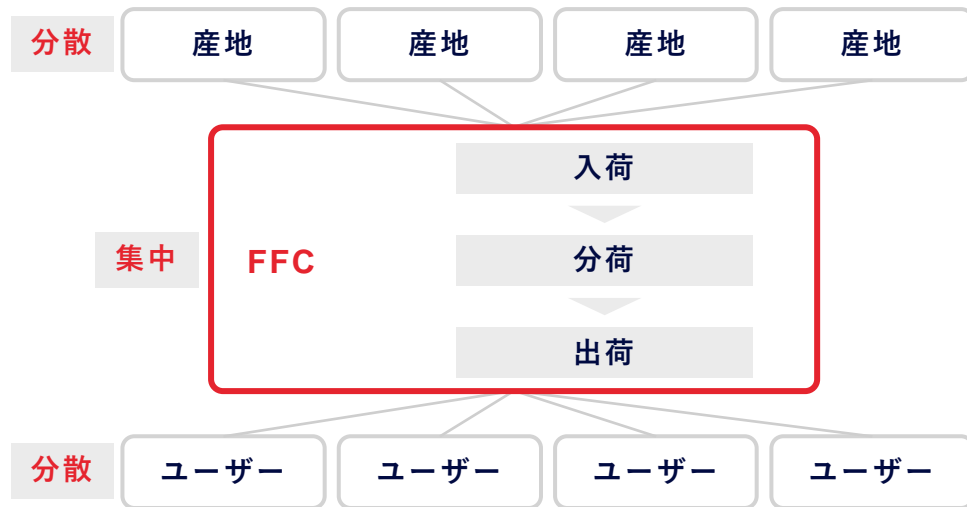 分散 産地 産地 産地 産地
入荷
集中 FFC 分荷
出荷
分散 ユーザー ユーザー ユーザー ユーザー